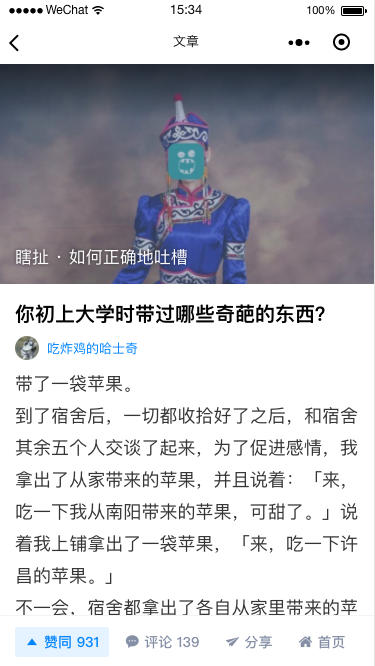 WeChat 15:34 100%
文章
瞎扯 · 如何正确地吐槽
你初上大学时带过哪些奇葩的东西?
吃炸鸡的哈士奇
带了一袋苹果。
到了宿舍后，一切都收拾好了之后，和宿舍
其余五个人交谈了起来，为了促进感情，我
拿出了从家带来的苹果，并且说着：「来，
吃一下我从南阳带来的苹果，可甜了。」说
着我上铺拿出了一袋苹果，「来，吃一下许
昌的苹果。」
不一会，宿舍都拿出了各自从家里带来的苹
赞同 931 评论 139 分享 首页